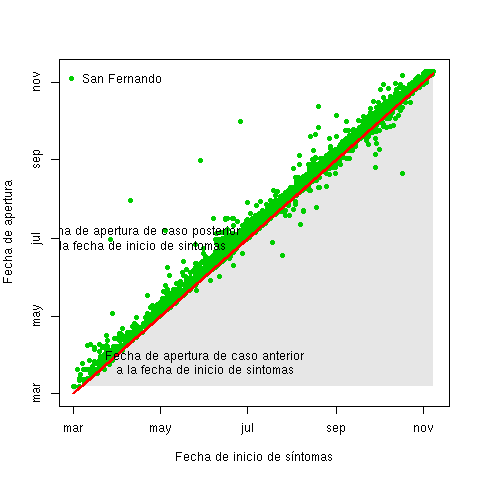 San Fernando
nov
sep
jul
may
mar
Fecha de apertura
ha de apertura de caso posterior
la fecha de inicio de sintomas
Fecha de apertura de caso anterior
a la fecha de inicio de sintomas
mar
may
jul
sep
nov
Fecha de inicio de síntomas